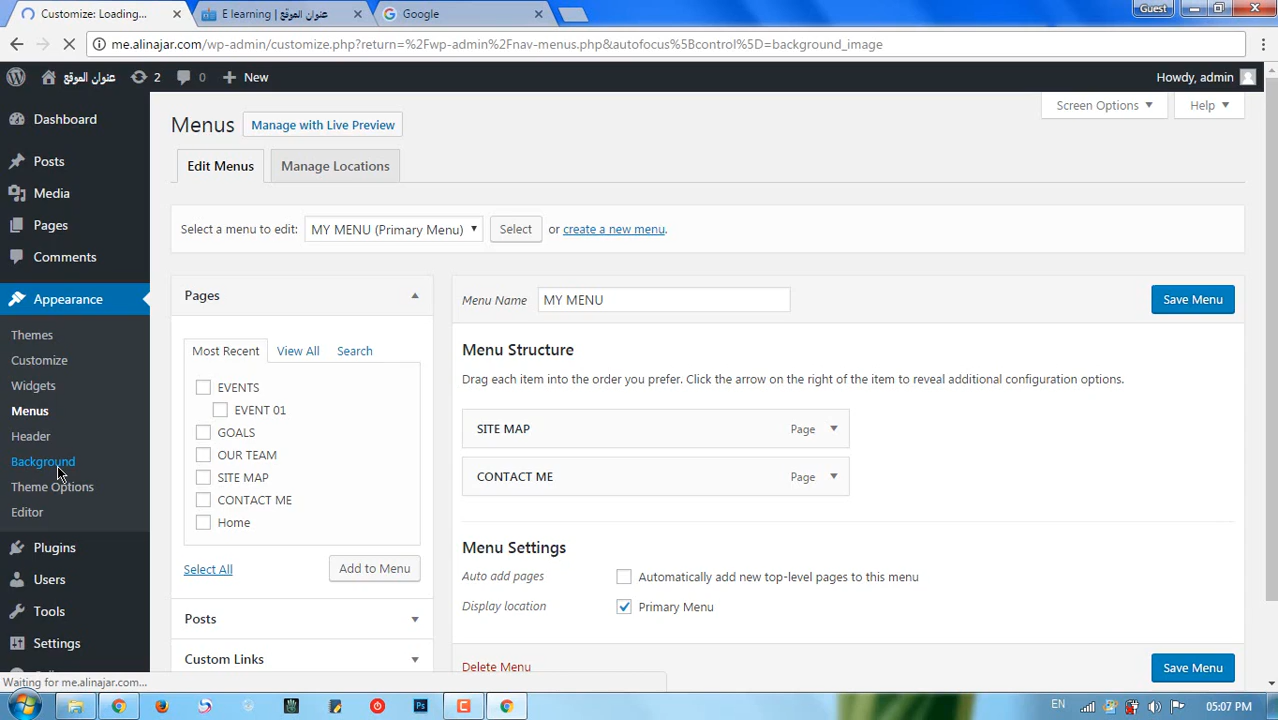 Customize: Loading...
E learning | عنوان الموقع
Google
Guest
me.alinajar.com/wp-admin/customize.php?return=%2Fwp-admin%2Fnav-menus.php&autofocus%5Bcontrol%5D=background_image
عنوان الموقع
2
0
New
Howdy, admin
Screen Options
Help
Dashboard
Posts
Media
Pages
Comments
Appearance
Themes
Customize
Widgets
Menus
Header
Background
Theme Options
Editor
Plugins
Users
Tools
Settings
Menus
Manage with Live Preview
Edit Menus
Manage Locations
Select a menu to edit:
MY MENU (Primary Menu)
Select
or create a new menu.
Pages
Most Recent
View All
Search
EVENTS
EVENT 01
GOALS
OUR TEAM
SITE MAP
CONTACT ME
Home
Select All
Add to Menu
Posts
Custom Links
Menu Name
MY MENU
Save Menu
Menu Structure
Drag each item into the order you prefer. Click the arrow on the right of the item to reveal additional configuration options.
SITE MAP
Page
CONTACT ME
Page
Menu Settings
Auto add pages
Automatically add new top-level pages to this menu
Display location
Primary Menu
Delete Menu
Save Menu
Waiting for me.alinajar.com...
EN
05:07 PM